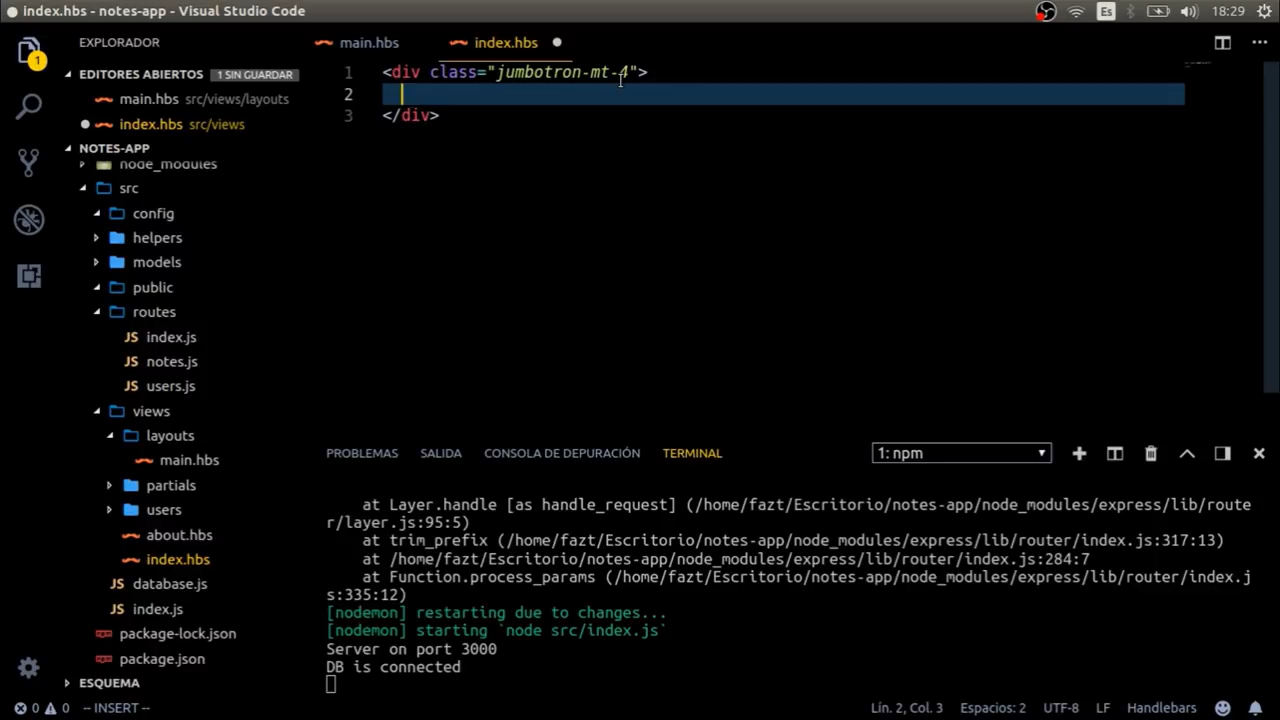 index.hbs - notes-app - Visual Studio Code
Es
18:29
EXPLORADOR
1
EDITORES ABIERTOS 1 SIN GUARDAR
main.hbs src/views/layouts
index.hbs src/views
NOTES-APP
node_modules
src
config
helpers
models
public
routes
JS index.js
JS notes.js
JS users.js
views
layouts
main.hbs
partials
users
about.hbs
index.hbs
JS database.js
JS index.js
package-lock.json
package.json
ESQUEMA
main.hbs
index.hbs
1 <div class="jumbotron-mt-4">
2
3 </div>
PROBLEMAS SALIDA CONSOLA DE DEPURACIÓN TERMINAL
1: npm
at Layer.handle [as handle_request] (/home/fazt/Escritorio/notes-app/node_modules/express/lib/route
r/layer.js:95:5)
at trim_prefix (/home/fazt/Escritorio/notes-app/node_modules/express/lib/router/index.js:317:13)
at /home/fazt/Escritorio/notes-app/node_modules/express/lib/router/index.js:284:7
at Function.process_params (/home/fazt/Escritorio/notes-app/node_modules/express/lib/router/index.j
s:335:12)
[nodemon] restarting due to changes...
[nodemon] starting `node src/index.js`
Server on port 3000
DB is connected
0 0 -- INSERT --
Lín. 2, Col. 3
Espacios: 2
UTF-8
LF
Handlebars